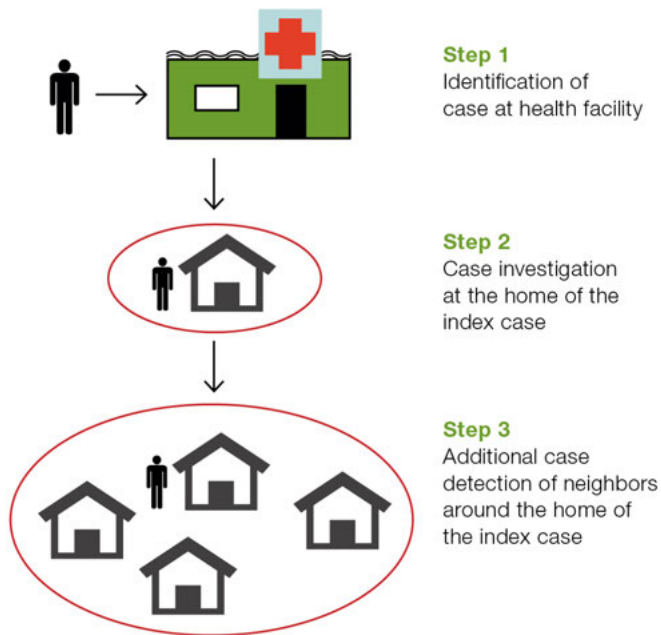 Step 1
Identification of
case at health facility
Step 2
Case investigation
at the home of the
index case
Step 3
Additional case
detection of neighbors
around the home of
the index case